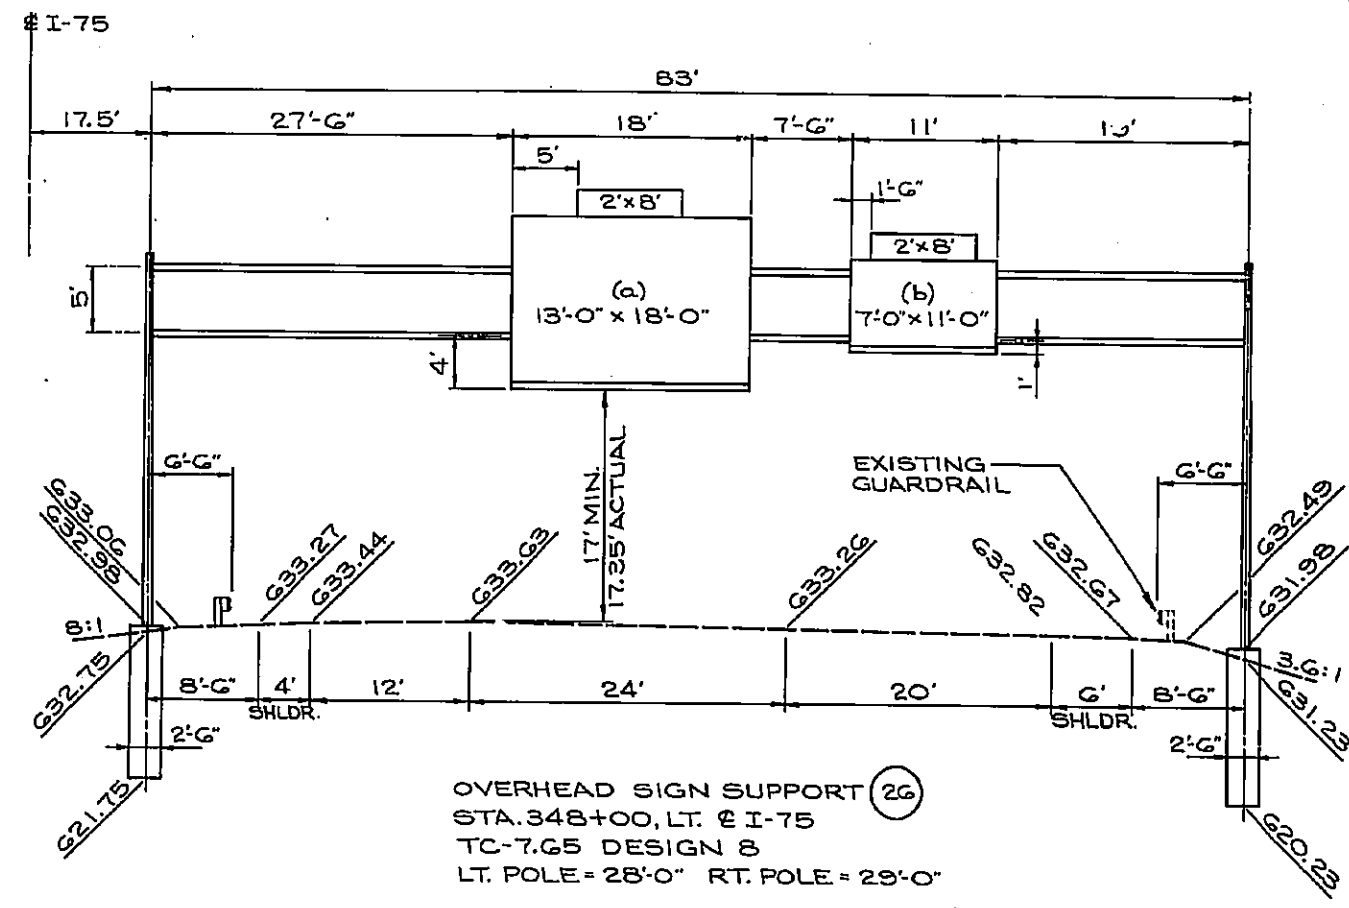 ℄ I-75
83'
17.5'
27'-6"
18'
7'-6"
11'
5'
1'-6"
2'x8'
2'x8'
5'
(a)
13'-0" x 18'-0"
(b)
7'-0"x11'-0"
4'
1'
17' MIN.
17.25' ACTUAL
EXISTING
GUARDRAIL
6'-6"
6'-6"
633.06
632.98
633.27
633.44
633.63
633.26
632.82
632.67
632.49
631.98
8:1
3.6:1
632.75
631.23
8'-6"
4'
SHLDR.
12'
24'
20'
6'
SHLDR.
8'-6"
2'-6"
2'-6"
621.75
620.23
OVERHEAD SIGN SUPPORT 26
STA.348+00, LT. ℄ I-75
TC-7.65 DESIGN 8
LT. POLE = 28'-0" RT. POLE = 29'-0"